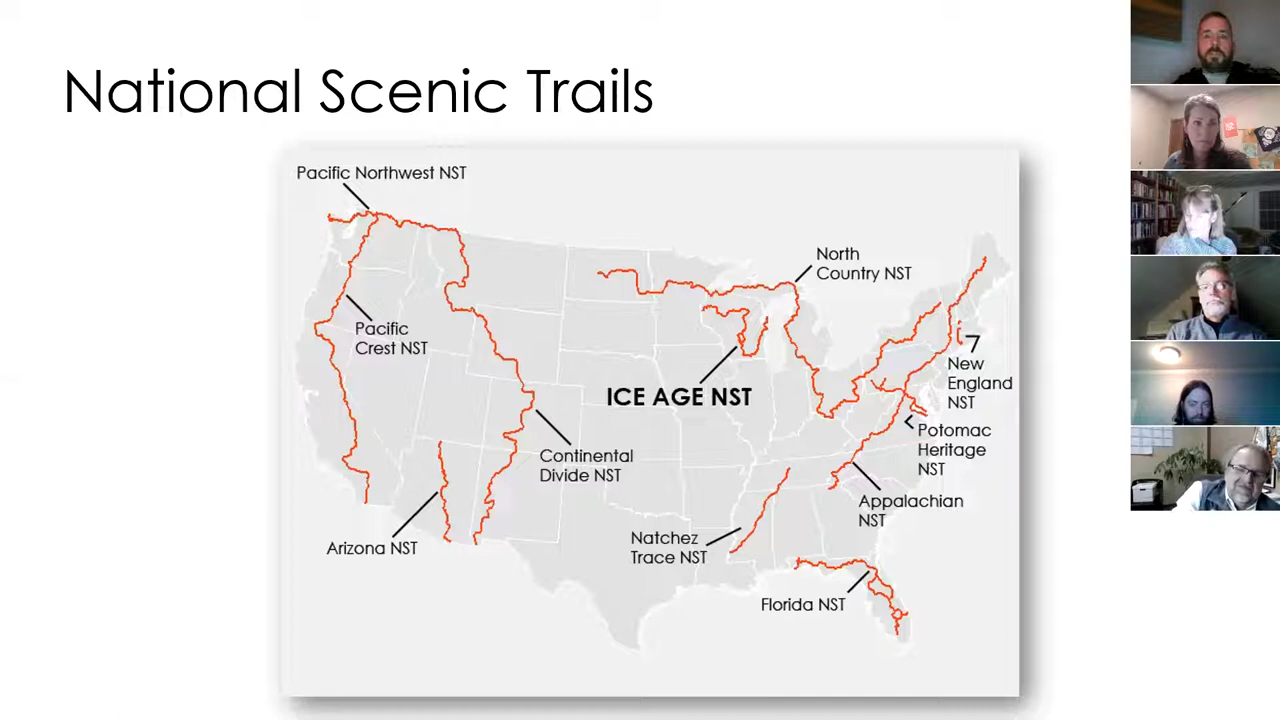 National Scenic Trails
Pacific Northwest NST
North
Country NST
Pacific
Crest NST
New
England
NST
ICE AGE NST
Potomac
Heritage
NST
Continental
Divide NST
Appalachian
NST
Natchez
Trace NST
Arizona NST
Florida NST